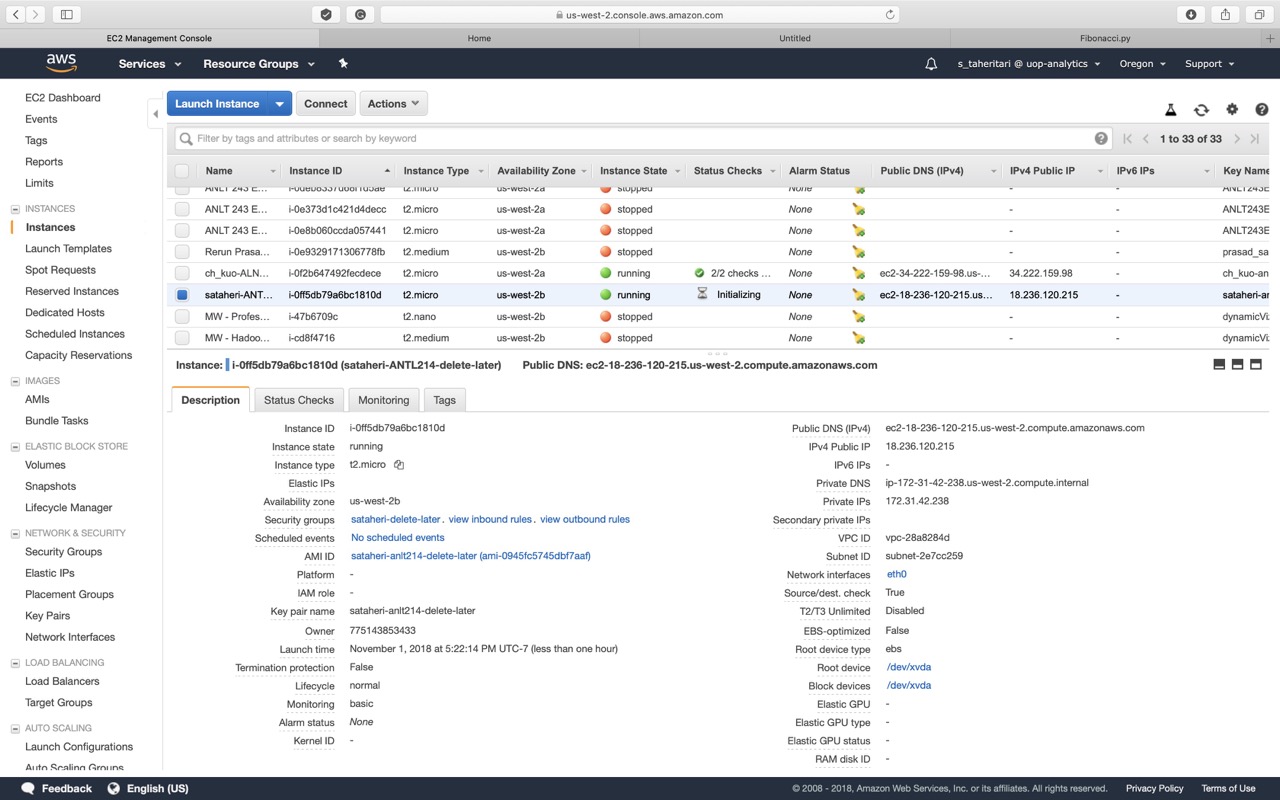 us-west-2.console.aws.amazon.com
EC2 Management Console Home Untitled Fibonacci.py
aws Services Resource Groups s_taheritari @ uop-analytics Oregon Support
EC2 Dashboard
Events
Tags
Reports
Limits
INSTANCES
Instances
Launch Templates
Spot Requests
Reserved Instances
Dedicated Hosts
Scheduled Instances
Capacity Reservations
IMAGES
AMIs
Bundle Tasks
ELASTIC BLOCK STORE
Volumes
Snapshots
Lifecycle Manager
NETWORK & SECURITY
Security Groups
Elastic IPs
Placement Groups
Key Pairs
Network Interfaces
LOAD BALANCING
Load Balancers
Target Groups
AUTO SCALING
Launch Configurations
Auto Scaling Groups
Launch Instance Connect Actions
Filter by tags and attributes or search by keyword 1 to 33 of 33
Name Instance ID Instance Type Availability Zone Instance State Status Checks Alarm Status Public DNS (IPv4) IPv4 Public IP IPv6 IPs Key Name
ANLT 243 E... t2.micro us-west-2a stopped None - - ANLT243E
ANLT 243 E... i-0e373d1c421d4decc t2.micro us-west-2a stopped None - - ANLT243E
ANLT 243 E... i-0e8b060ccda057441 t2.micro us-west-2a stopped None - - ANLT243E
Rerun Prasa... i-0e9329171306778fb t2.medium us-west-2b stopped None - - prasad_sa
ch_kuo-ALN... i-0f2b647492fecdece t2.micro us-west-2a running 2/2 checks ... None ec2-34-222-159-98.us-... 34.222.159.98 - ch_kuo-an
sataheri-ANT... i-0ff5db79a6bc1810d t2.micro us-west-2b running Initializing None ec2-18-236-120-215.us... 18.236.120.215 - sataheri-ar
MW - Profes... i-47b6709c t2.nano us-west-2b stopped None - - dynamicVi
MW - Hadoo... i-cd8f4716 t2.medium us-west-2b stopped None - - dynamicVi
Instance: i-0ff5db79a6bc1810d (sataheri-ANTL214-delete-later) Public DNS: ec2-18-236-120-215.us-west-2.compute.amazonaws.com
Description Status Checks Monitoring Tags
Instance ID i-0ff5db79a6bc1810d
Instance state running
Instance type t2.micro
Elastic IPs
Availability zone us-west-2b
Security groups sataheri-delete-later. view inbound rules. view outbound rules
Scheduled events No scheduled events
AMI ID sataheri-anlt214-delete-later (ami-0945fc5745dbf7aaf)
Platform -
IAM role -
Key pair name sataheri-anlt214-delete-later
Owner 775143853433
Launch time November 1, 2018 at 5:22:14 PM UTC-7 (less than one hour)
Termination protection False
Lifecycle normal
Monitoring basic
Alarm status None
Kernel ID -
Public DNS (IPv4) ec2-18-236-120-215.us-west-2.compute.amazonaws.com
IPv4 Public IP 18.236.120.215
IPv6 IPs -
Private DNS ip-172-31-42-238.us-west-2.compute.internal
Private IPs 172.31.42.238
Secondary private IPs
VPC ID vpc-28a8284d
Subnet ID subnet-2e7cc259
Network interfaces eth0
Source/dest. check True
T2/T3 Unlimited Disabled
EBS-optimized False
Root device type ebs
Root device /dev/xvda
Block devices /dev/xvda
Elastic GPU -
Elastic GPU type -
Elastic GPU status -
RAM disk ID -
Feedback English (US) © 2008 - 2018, Amazon Web Services, Inc. or its affiliates. All rights reserved. Privacy Policy Terms of Use